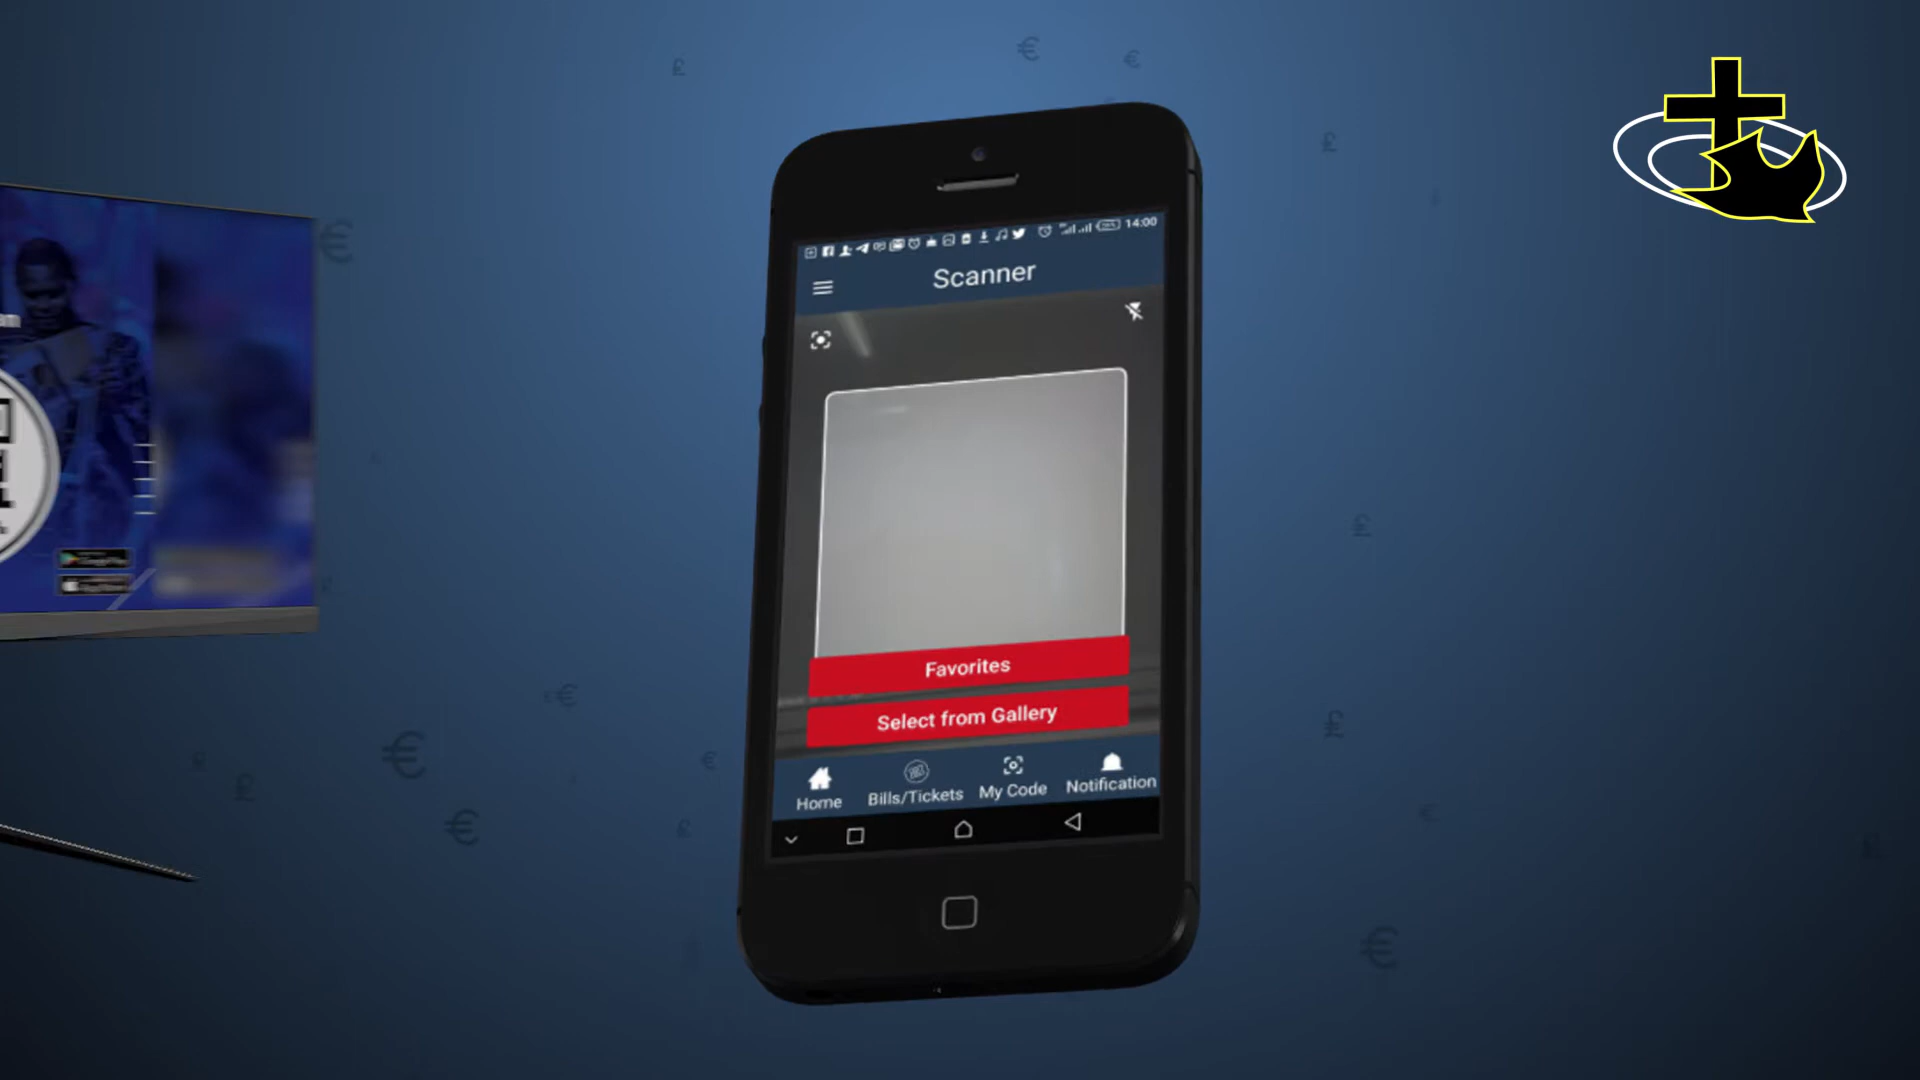 14:00
Scanner
Favorites
Select from Gallery
Home
Bills/Tickets
My Code
Notification